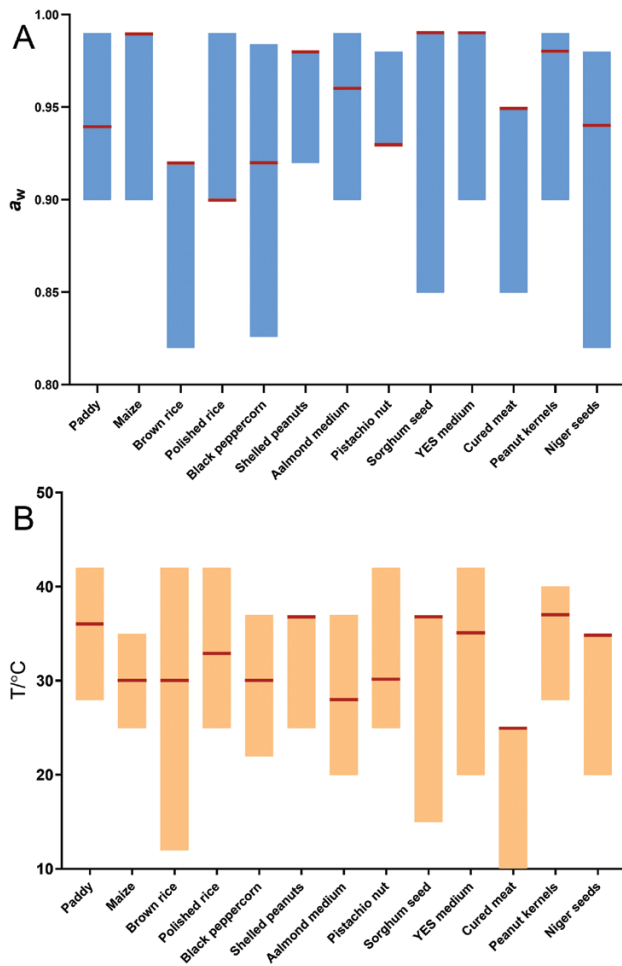 A
1.00
0.95
0.90
0.85
0.80
aw
Paddy
Maize
Brown rice
Polished rice
Black peppercorn
Shelled peanuts
Aalmond medium
Pistachio nut
Sorghum seed
YES medium
Cured meat
Peanut kernels
Niger seeds
B
50
40
30
20
10
T/°C
Paddy
Maize
Brown rice
Polished rice
Black peppercorn
Shelled peanuts
Aalmond medium
Pistachio nut
Sorghum seed
YES medium
Cured meat
Peanut kernels
Niger seeds